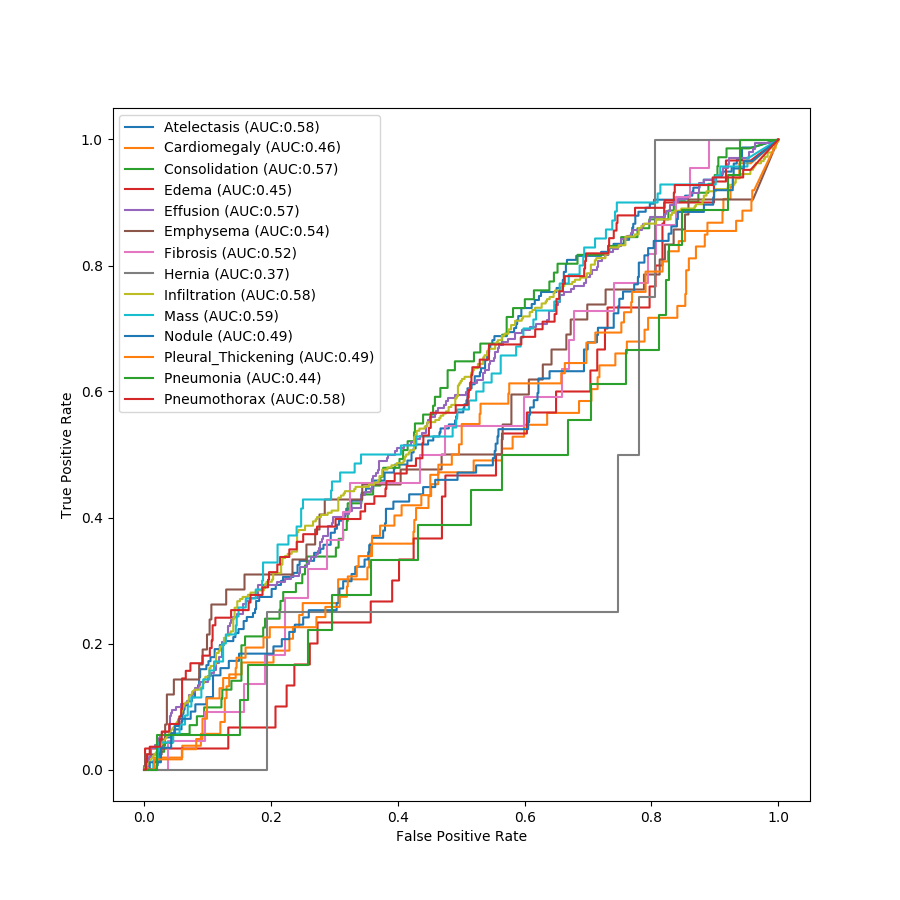 Atelectasis (AUC:0.58)
Cardiomegaly (AUC:0.46)
Consolidation (AUC:0.57)
Edema (AUC:0.45)
Effusion (AUC:0.57)
Emphysema (AUC:0.54)
Fibrosis (AUC:0.52)
Hernia (AUC:0.37)
Infiltration (AUC:0.58)
Mass (AUC:0.59)
Nodule (AUC:0.49)
Pleural_Thickening (AUC:0.49)
Pneumonia (AUC:0.44)
Pneumothorax (AUC:0.58)
1.0
0.8
0.6
0.4
0.2
0.0
True Positive Rate
0.0 0.2 0.4 0.6 0.8 1.0
False Positive Rate